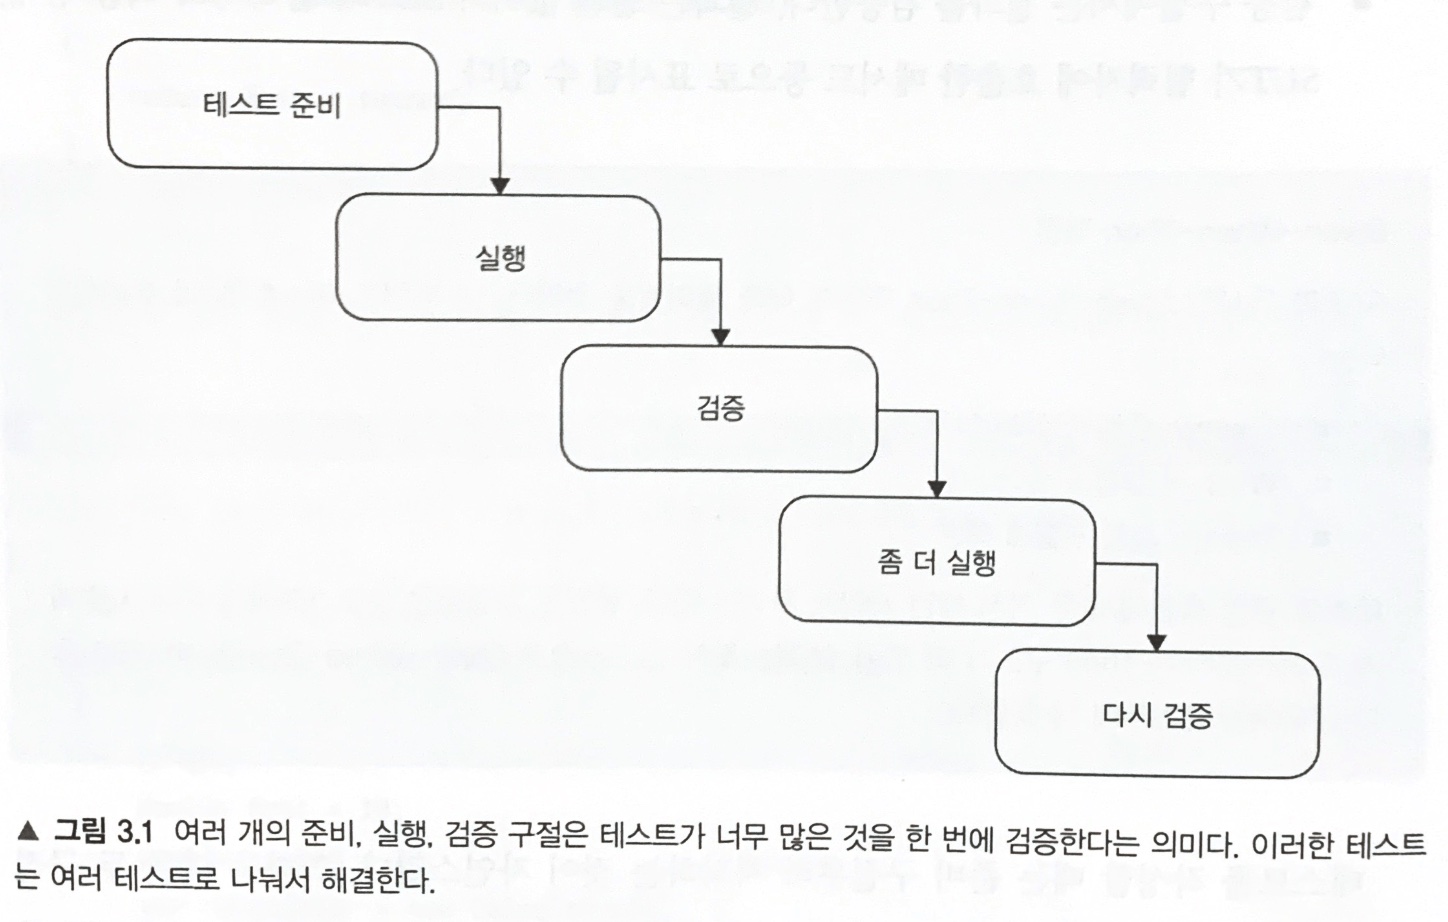 테스트 준비
실행
검증
좀 더 실행
다시 검증
▲ 그림 3.1 여러 개의 준비, 실행, 검증 구절은 테스트가 너무 많은 것을 한 번에 검증한다는 의미다. 이러한 테스트
는 여러 테스트로 나눠서 해결한다.